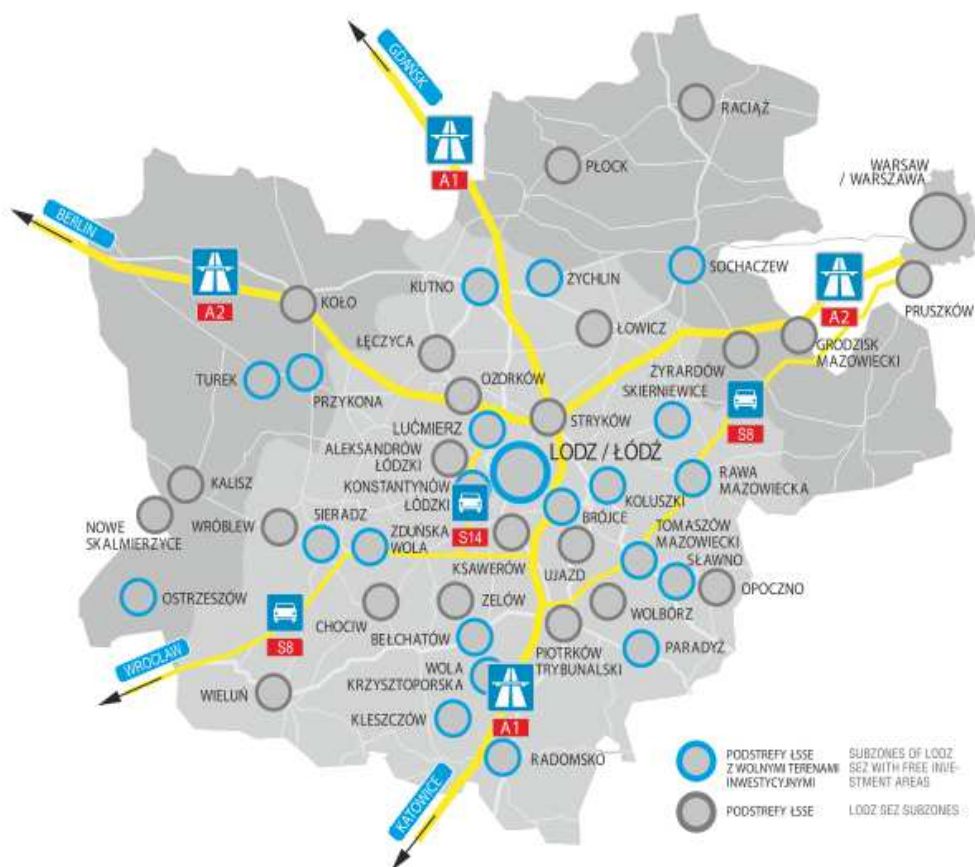 GDAŃSK
A1
RACIĄŻ
PŁOCK
WARSAW
/ WARSZAWA
BERLIN
A2
KOŁO
KUTNO
ŻYCHLIN
SOCHACZEW
A2
PRUSZKÓW
ŁĘCZYCA
ŁOWICZ
GRODZISK
MAZOWIECKI
ŻYRARDÓW
TUREK
PRZYKONA
OZORKÓW
SKIERNIEWICE
STRYKÓW
S8
LUĆMIERZ
ALEKSANDRÓW
ŁÓDZKI
LODZ / ŁÓDŹ
KONSTANTYNÓW
ŁÓDZKI
KOLUSZKI
RAWA
MAZOWIECKA
KALISZ
NOWE
SKALMIERZYCE
WRÓBLEW
SIERADZ
ZDUŃSKA
WOLA
S14
BRÓJCE
TOMASZÓW
MAZOWIECKI
SŁAWNO
KSAWERÓW
UJAZD
OPOCZNO
OSTRZESZÓW
CHOCIW
ZELÓW
WOLBÓRZ
S8
BEŁCHATÓW
PIOTRKÓW
TRYBUNALSKI
PARADYŻ
WROCŁAW
WIELUŃ
WOLA
KRZYSZTOPORSKA
A1
KLESZCZÓW
RADOMSKO
KATOWICE
PODSTREFY ŁSSE
Z WOLNYMI TERENAMI
INWESTYCYJNYMI
SUBZONES OF LODZ
SEZ WITH FREE INVE-
STMENT AREAS
PODSTREFY ŁSSE
LODZ SEZ SUBZONES